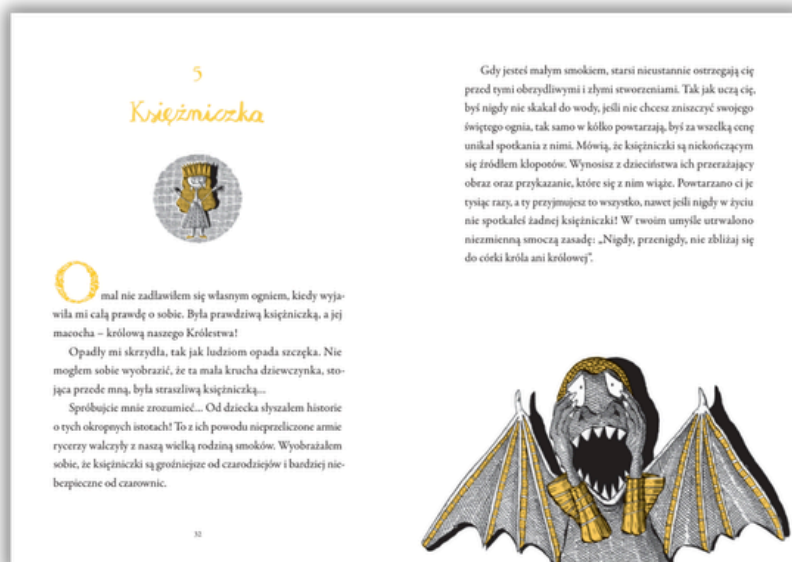 5
Księżniczka
Omal nie zadławiłem się własnym ogniem, kiedy wyja-
wiła mi całą prawdę o sobie. Była prawdziwą księżniczką, a jej
macocha – królową naszego Królestwa!
Opadły mi skrzydła, tak jak ludziom opada szczęka. Nie
mogłem sobie wyobrazić, że ta mała krucha dziewczynka, sto-
jąca przede mną, była straszliwą księżniczką...
Spróbujcie mnie zrozumieć... Od dziecka słyszałem historie
o tych okropnych istotach! To z ich powodu nieprzeliczone armie
rycerzy walczyły z naszą wielką rodziną smoków. Wyobrażałem
sobie, że księżniczki są groźniejsze od czarodziejów i bardziej nie-
bezpieczne od czarownic.
32
Gdy jesteś małym smokiem, starsi nieustannie ostrzegają cię
przed tymi obrzydliwymi i złymi stworzeniami. Tak jak uczą cię,
byś nigdy nie skakał do wody, jeśli nie chcesz zniszczyć swojego
świętego ognia, tak samo w kółko powtarzają, byś za wszelką cenę
unikał spotkania z nimi. Mówią, że księżniczki są niekończącym
się źródłem kłopotów. Wynosisz z dzieciństwa ich przerażający
obraz oraz przykazanie, które się z nim wiąże. Powtarzano ci je
tysiąc razy, a ty przyjmujesz to wszystko, nawet jeśli nigdy w życiu
nie spotkałeś żadnej księżniczki! W twoim umyśle utrwalono
niezmienną smoczą zasadę: „Nigdy, przenigdy, nie zbliżaj się
do córki króla ani królowej”.